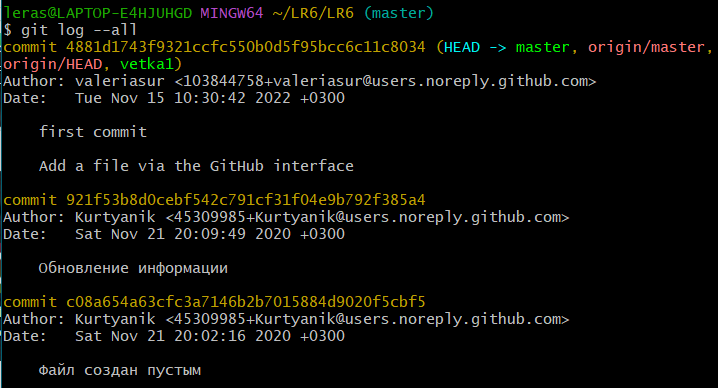 leras@LAPTOP-E4HJUHGD MINGW64 ~/LR6/LR6 (master)
$ git log --all
commit 4881d1743f9321ccfc550b0d5f95bcc6c11c8034 (HEAD -> master, origin/master,
origin/HEAD, vetka1)
Author: valeriasur <103844758+valeriasur@users.noreply.github.com>
Date:   Tue Nov 15 10:30:42 2022 +0300
    first commit
    Add a file via the GitHub interface
commit 921f53b8d0cebf542c791cf31f04e9b792f385a4
Author: Kurtyanik <45309985+Kurtyanik@users.noreply.github.com>
Date:   Sat Nov 21 20:09:49 2020 +0300
    Обновление информации
commit c08a654a63cfc3a7146b2b7015884d9020f5cbf5
Author: Kurtyanik <45309985+Kurtyanik@users.noreply.github.com>
Date:   Sat Nov 21 20:02:16 2020 +0300
    Файл создан пустым